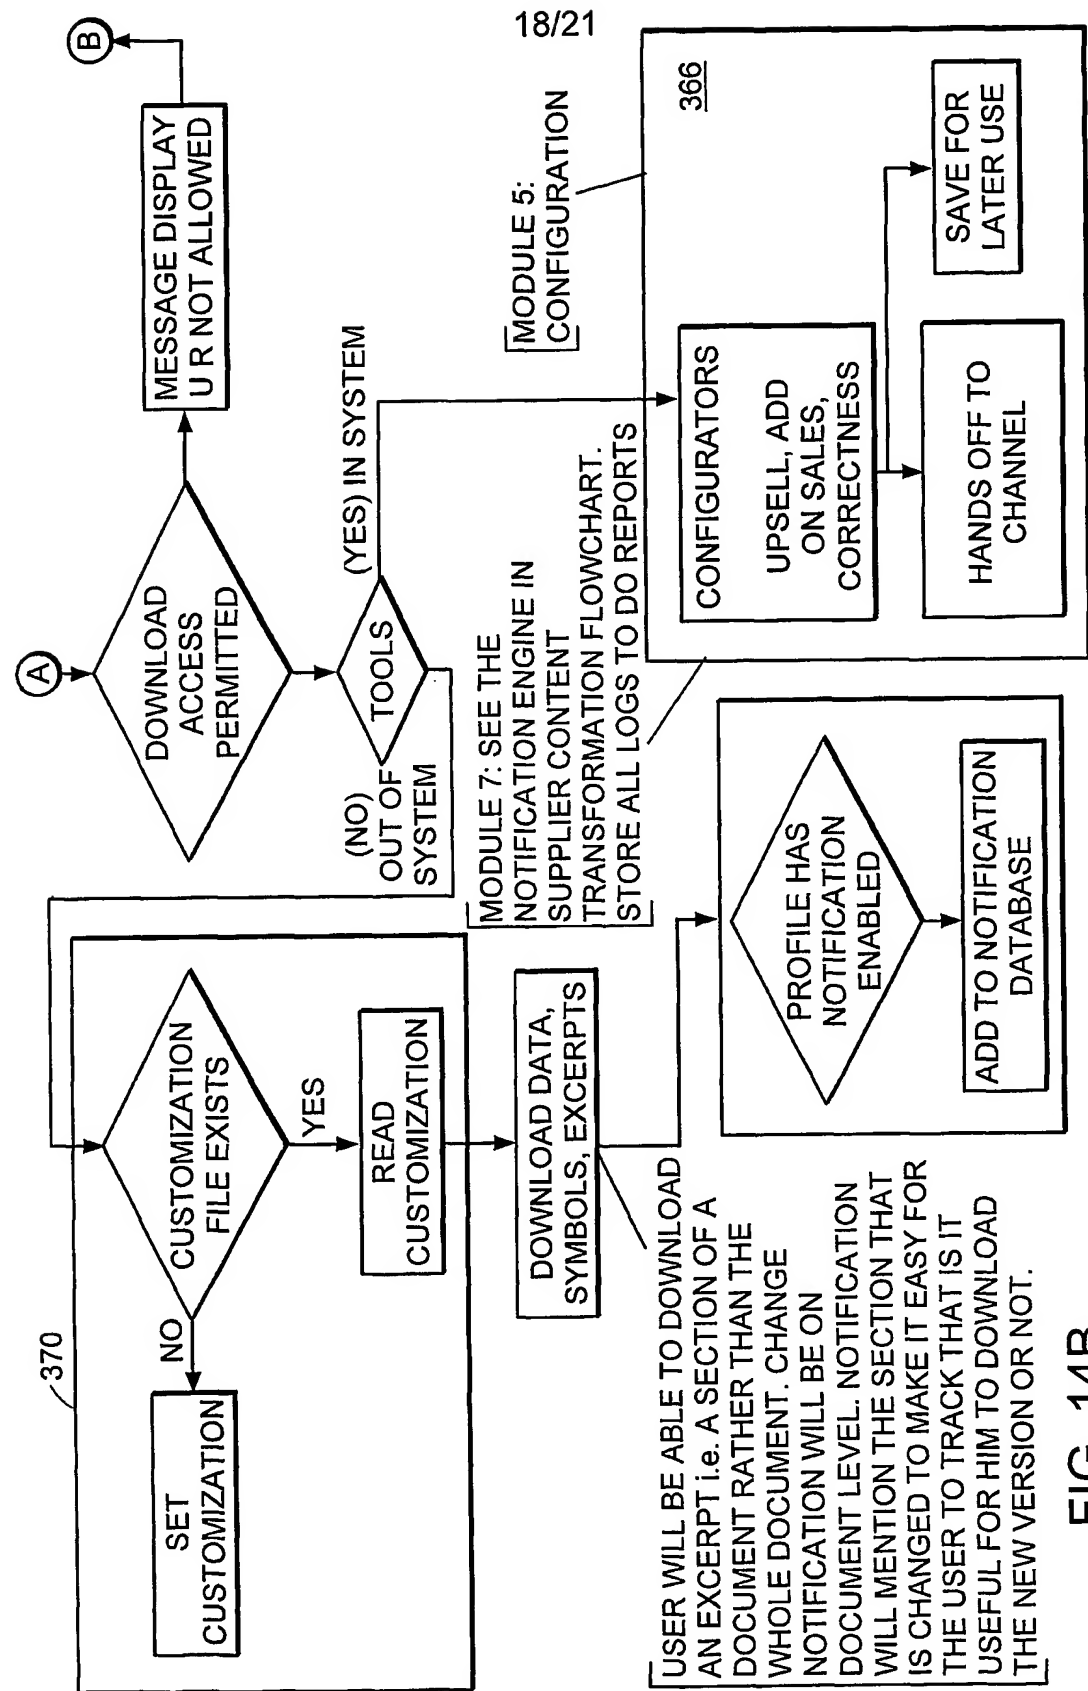 18/21
A
DOWNLOAD
ACCESS
PERMITTED
MESSAGE DISPLAY
U R NOT ALLOWED
B
TOOLS
(YES) IN SYSTEM
(NO)
OUT OF
SYSTEM
370
CUSTOMIZATION
FILE EXISTS
NO
SET
CUSTOMIZATION
YES
READ
CUSTOMIZATION
DOWNLOAD DATA,
SYMBOLS, EXCERPTS
MODULE 7: SEE THE
NOTIFICATION ENGINE IN
SUPPLIER CONTENT
TRANSFORMATION FLOWCHART.
STORE ALL LOGS TO DO REPORTS
MODULE 5:
CONFIGURATION
366
CONFIGURATORS
UPSELL, ADD
ON SALES,
CORRECTNESS
HANDS OFF TO
CHANNEL
SAVE FOR
LATER USE
PROFILE HAS
NOTIFICATION
ENABLED
ADD TO NOTIFICATION
DATABASE
USER WILL BE ABLE TO DOWNLOAD
AN EXCERPT i.e. A SECTION OF A
DOCUMENT RATHER THAN THE
WHOLE DOCUMENT. CHANGE
NOTIFICATION WILL BE ON
DOCUMENT LEVEL. NOTIFICATION
WILL MENTION THE SECTION THAT
IS CHANGED TO MAKE IT EASY FOR
THE USER TO TRACK THAT IS IT
USEFUL FOR HIM TO DOWNLOAD
THE NEW VERSION OR NOT.
FIG. 14B